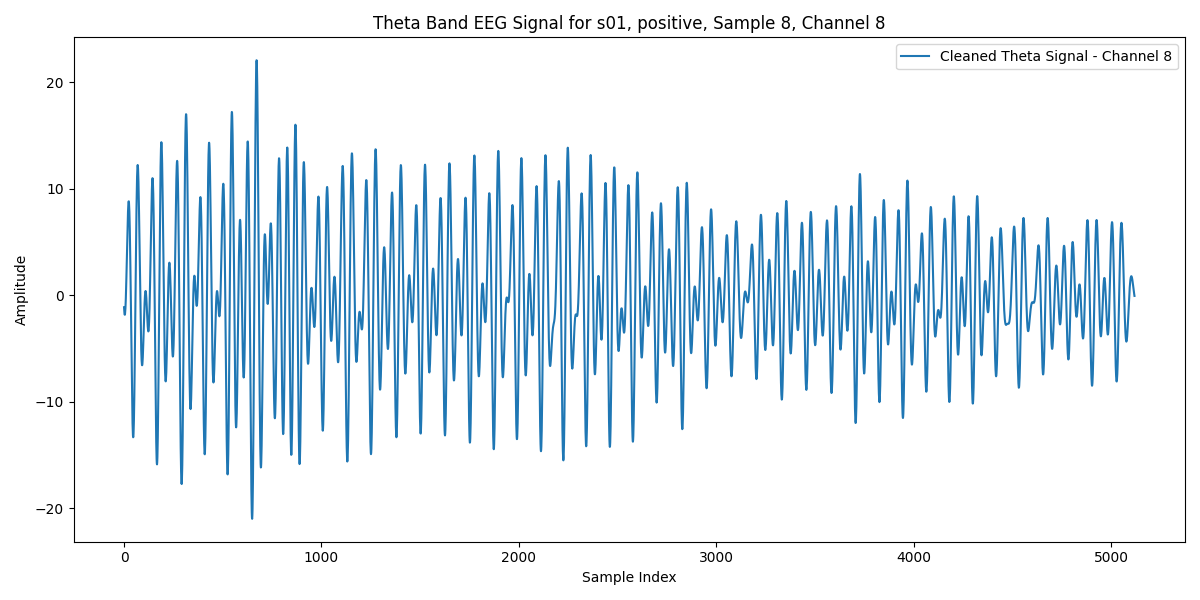 Theta Band EEG Signal for s01, positive, Sample 8, Channel 8
Cleaned Theta Signal - Channel 8
20
10
0
−10
−20
Amplitude
0 1000 2000 3000 4000 5000
Sample Index